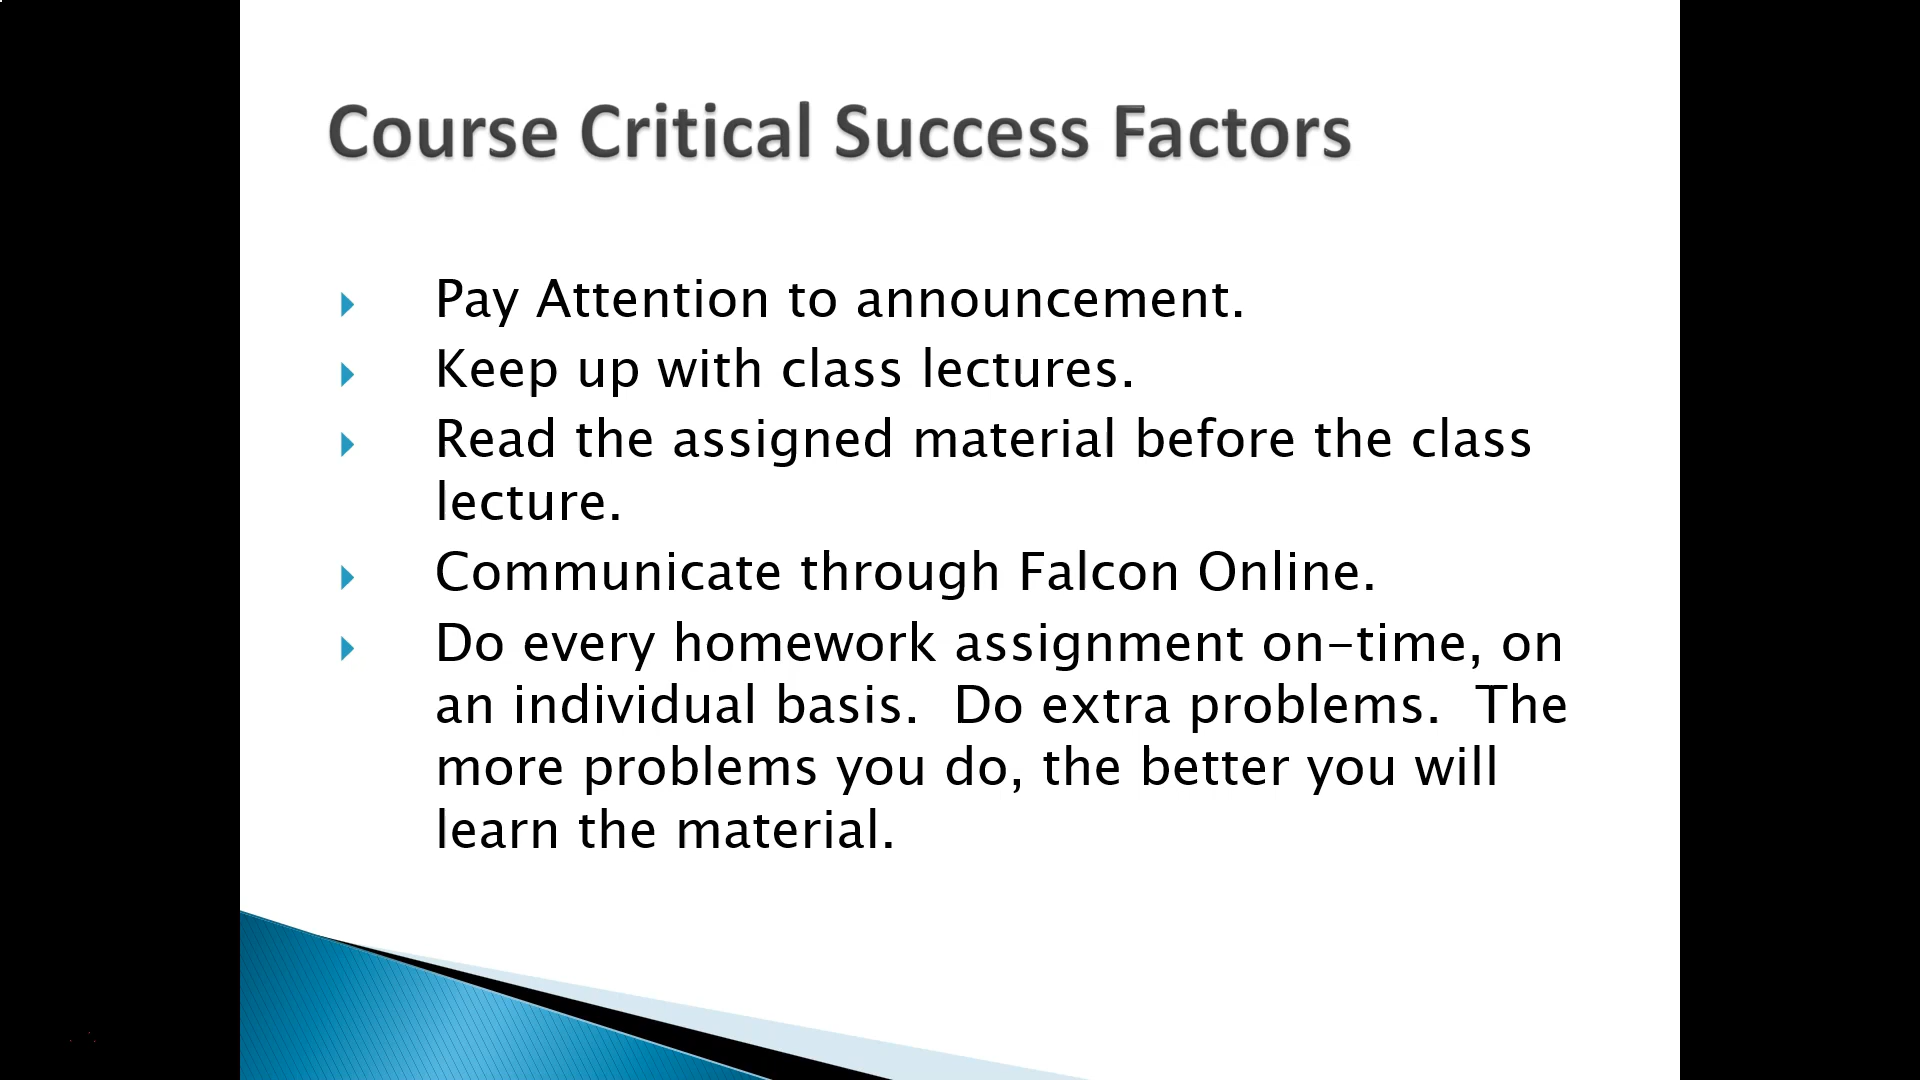 Course Critical Success Factors
Pay Attention to announcement.
Keep up with class lectures.
Read the assigned material before the class
lecture.
Communicate through Falcon Online.
Do every homework assignment on-time, on
an individual basis.  Do extra problems.  The
more problems you do, the better you will
learn the material.